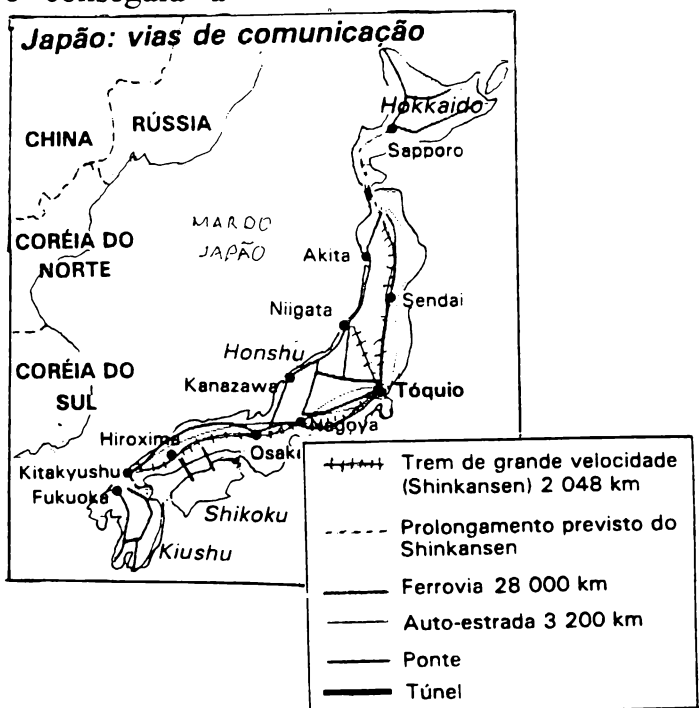 Japão: vias de comunicação
Hokkaido
RÚSSIA
CHINA
Sapporo
MAR DO
JAPÃO
CORÉIA DO
NORTE
Akita
Sendai
Niigata
Honshu
CORÉIA DO
SUL
Kanazawa
Tóquio
Nagoya
Hiroxima
Osaka
Kitakyushu
Fukuoka
Shikoku
Kiushu
Trem de grande velocidade
(Shinkansen) 2 048 km
Prolongamento previsto do
Shinkansen
Ferrovia 28 000 km
Auto-estrada 3 200 km
Ponte
Túnel